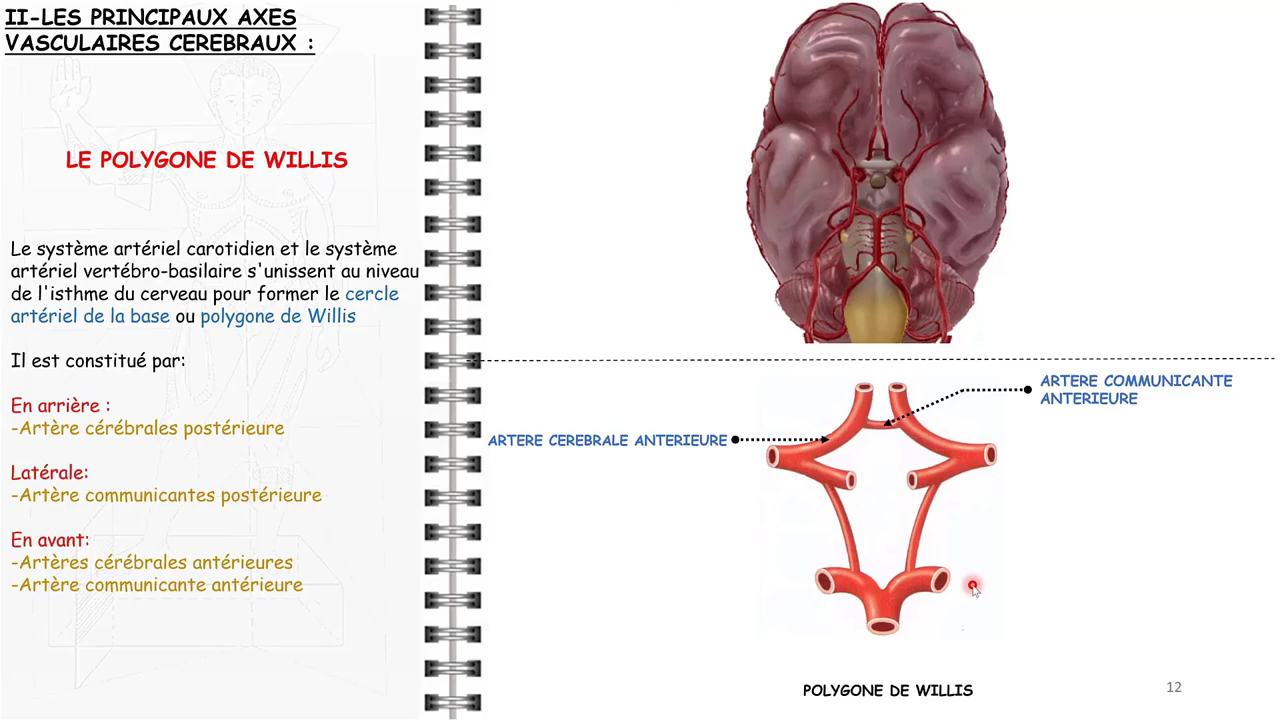 II-LES PRINCIPAUX AXES
VASCULAIRES CEREBRAUX :
LE POLYGONE DE WILLIS
Le système artériel carotidien et le système
artériel vertébro-basilaire s'unissent au niveau
de l'isthme du cerveau pour former le cercle
artériel de la base ou polygone de Willis
Il est constitué par:
En arrière :
-Artère cérébrales postérieure
Latérale:
-Artère communicantes postérieure
En avant:
-Artères cérébrales antérieures
-Artère communicante antérieure
ARTERE COMMUNICANTE
ANTERIEURE
ARTERE CEREBRALE ANTERIEURE
POLYGONE DE WILLIS
12